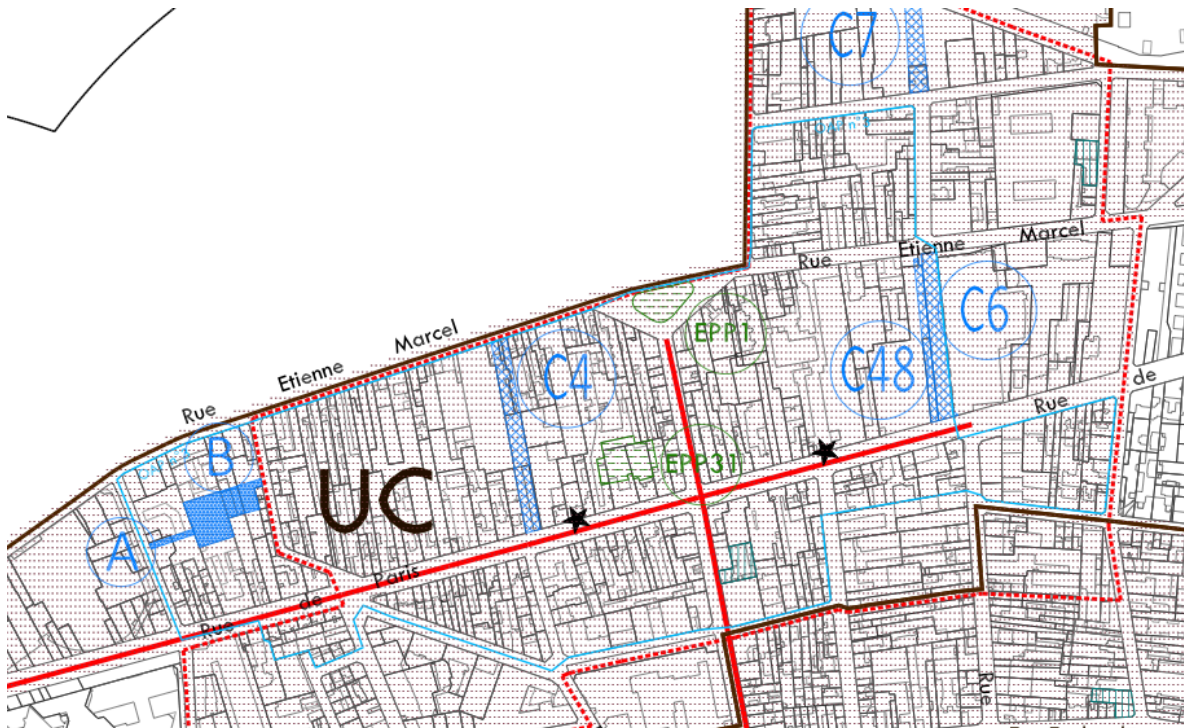 C7
Rue Etienne Marcel
EPP1
C6
Rue Etienne Marcel
C4
C48
Rue de
B
EPP31
UC
A
Rue de Paris
Rue